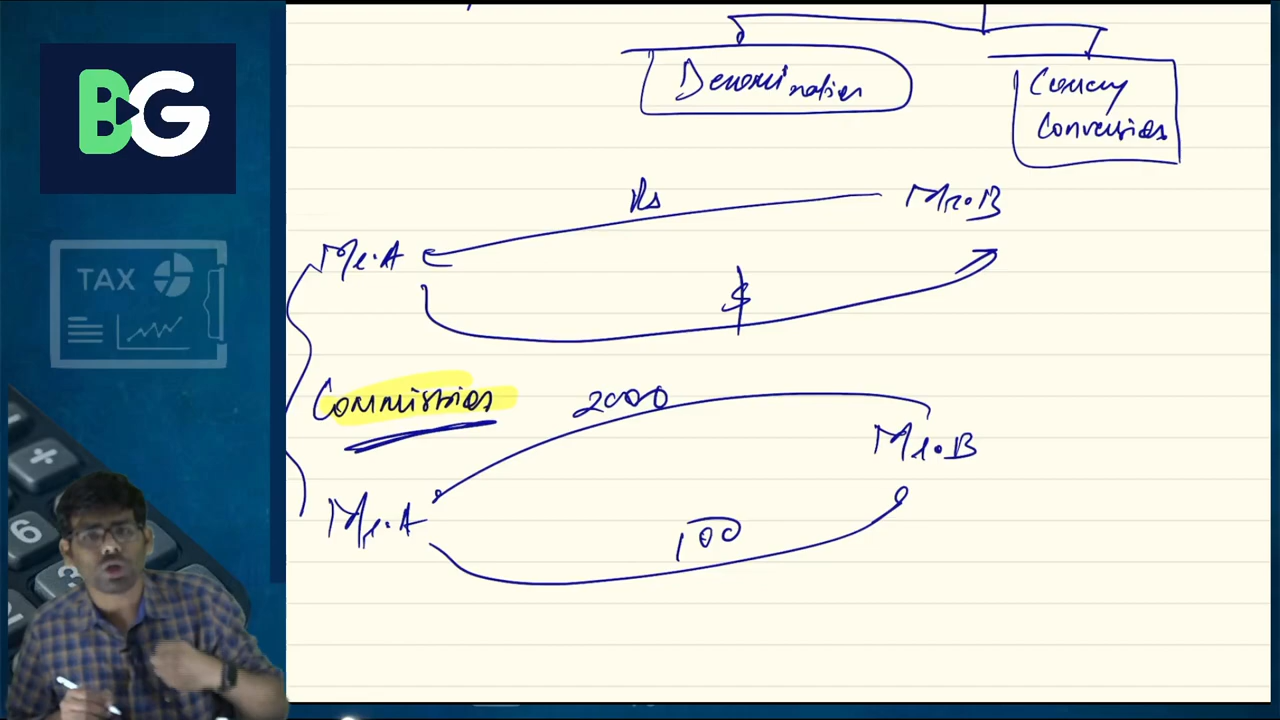 BG
TAX
Denomination
Currency
Conversion
Rs
Mr.B
Mr.A
$
Commission
2000
Mr.B
Mr.A
100